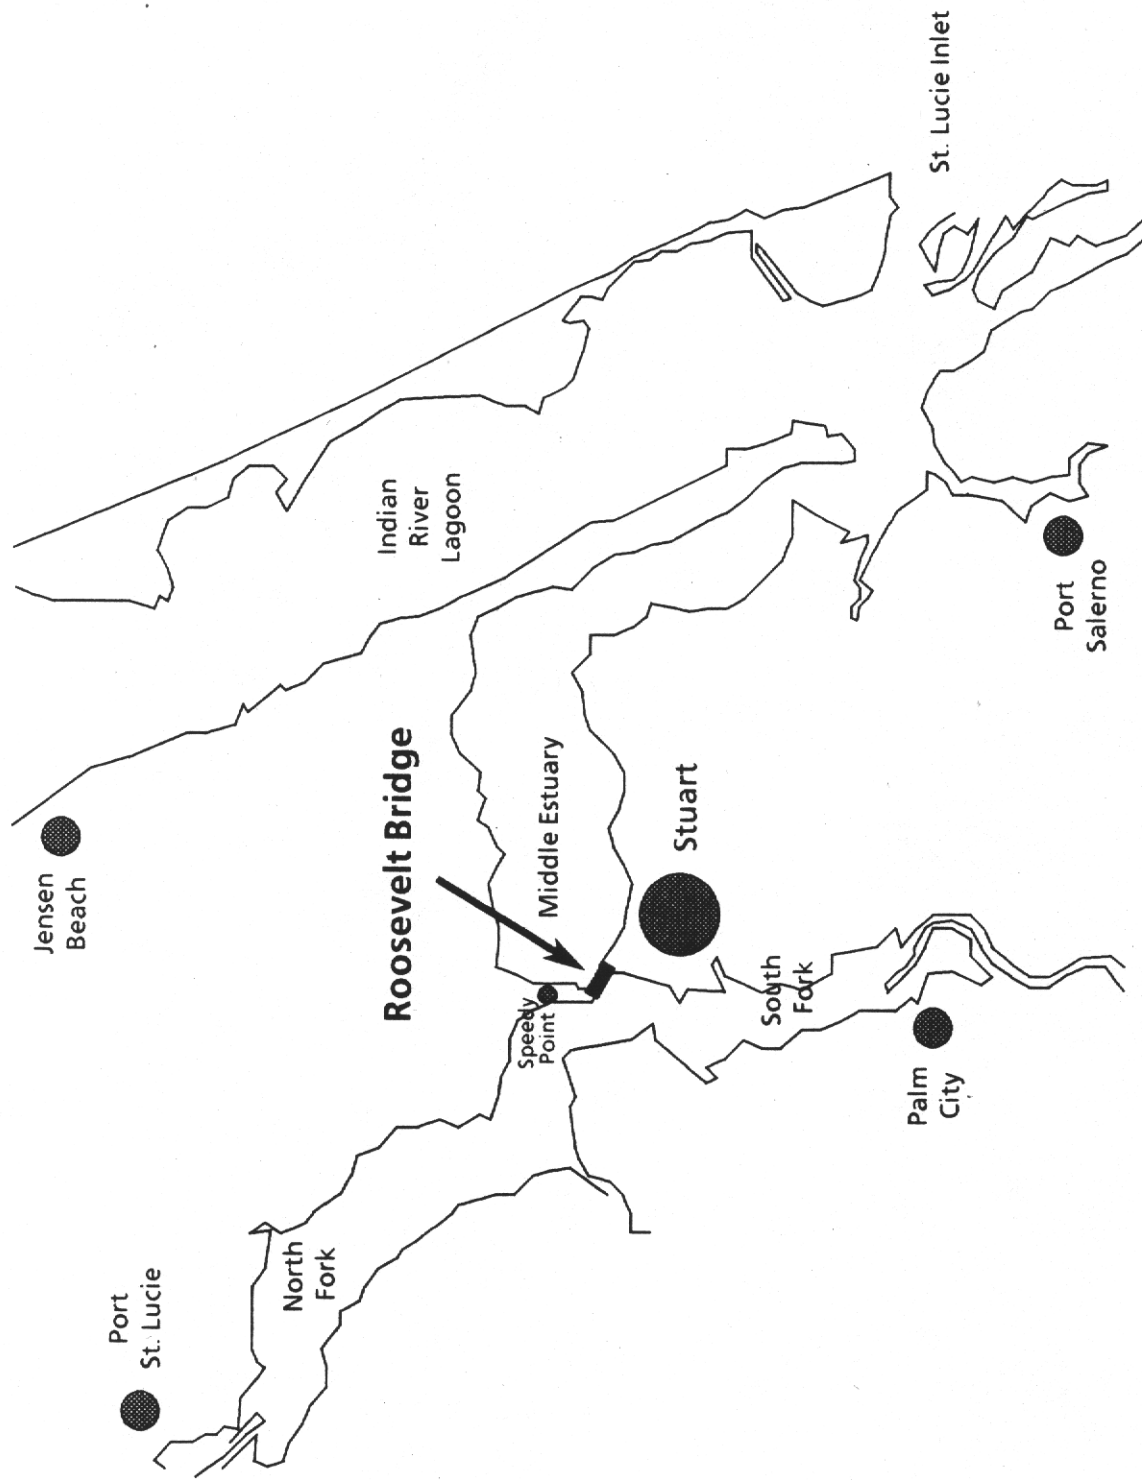 Port
St. Lucie
North
Fork
Jensen
Beach
Roosevelt Bridge
Speedy
Point
Middle Estuary
Indian
River
Lagoon
Stuart
South
Fork
Palm
City
Port
Salerno
St. Lucie Inlet